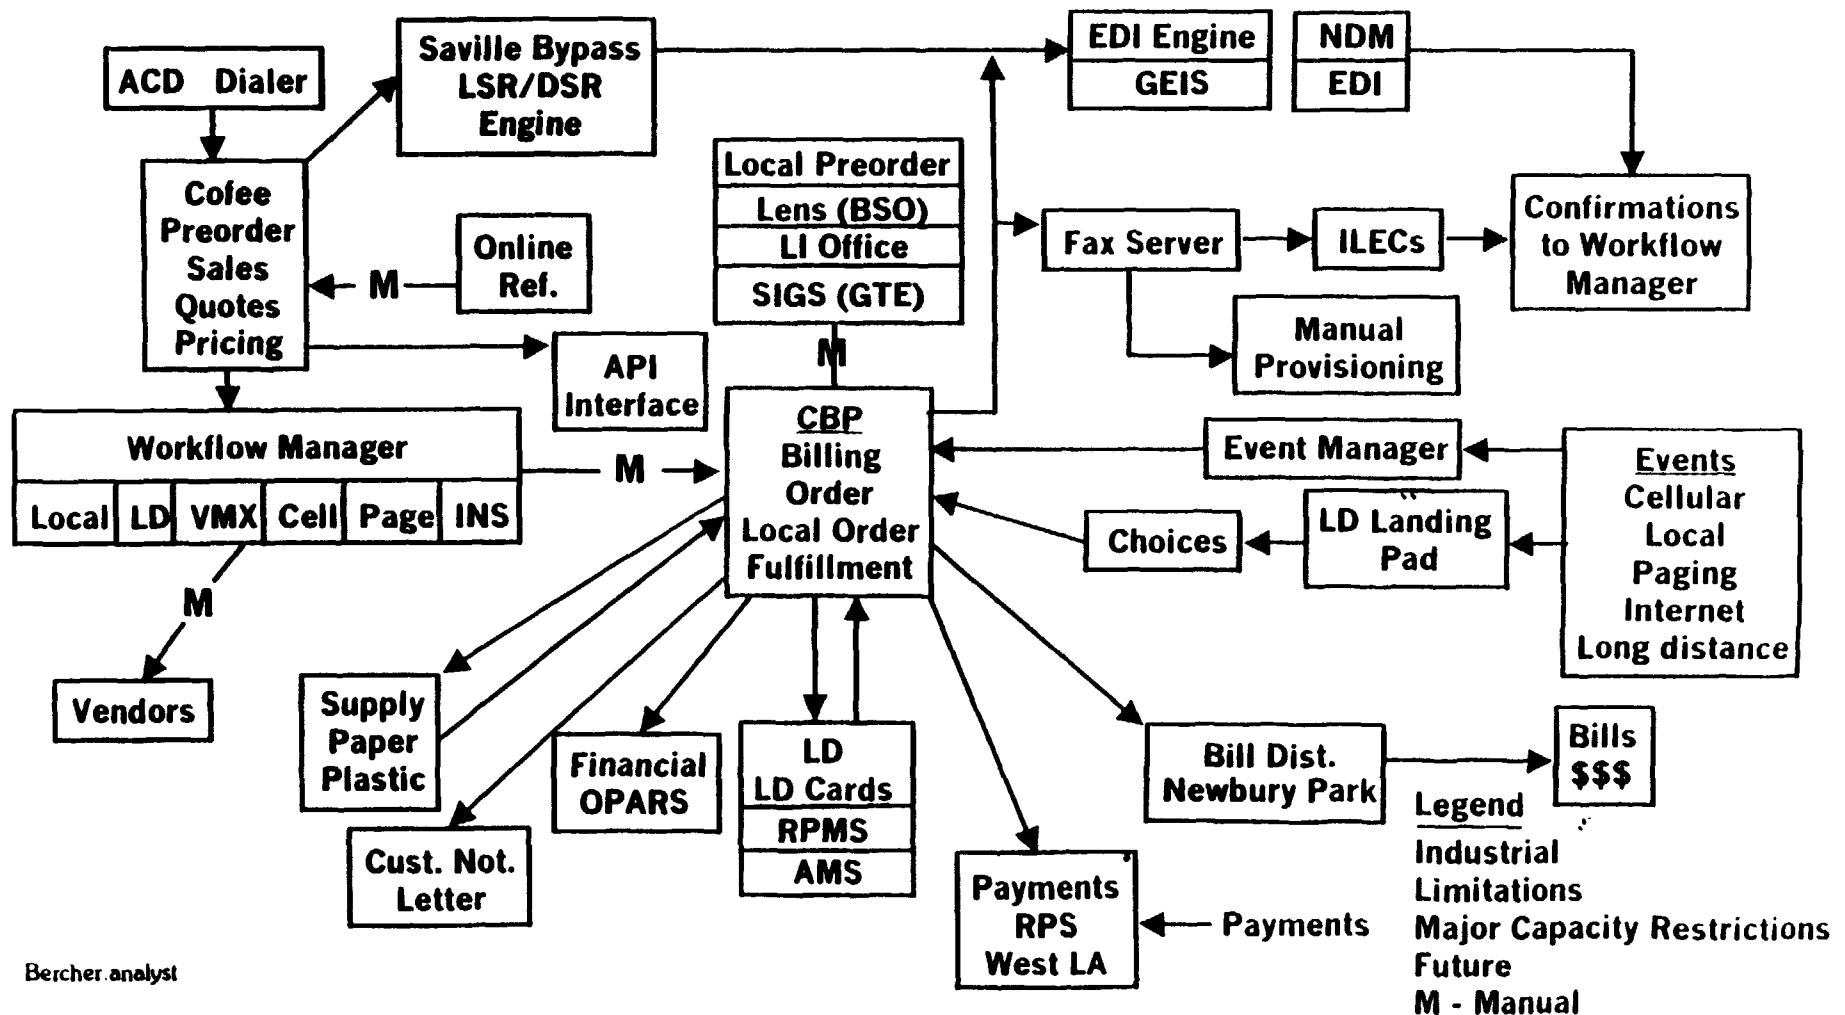 ACD Dialer
Saville Bypass
LSR/DSR
Engine
EDI Engine
GEIS
NDM
EDI
Cofee
Preorder
Sales
Quotes
Pricing
M
Online
Ref.
Local Preorder
Lens (BSO)
LI Office
SIGS (GTE)
M
Fax Server
ILECs
Confirmations
to Workflow
Manager
Manual
Provisioning
API
Interface
Workflow Manager
Local LD VMX Cell Page INS
M
CBP
Billing
Order
Local Order
Fulfillment
Event Manager
Choices
LD Landing
Pad
Events
Cellular
Local
Paging
Internet
Long distance
M
Vendors
Supply
Paper
Plastic
Cust. Not.
Letter
Financial
OPARS
LD
LD Cards
RPMS
AMS
Payments
RPS
West LA
Payments
Bill Dist.
Newbury Park
Bills
$$$
Legend
Industrial
Limitations
Major Capacity Restrictions
Future
M - Manual
Bercher.analyst